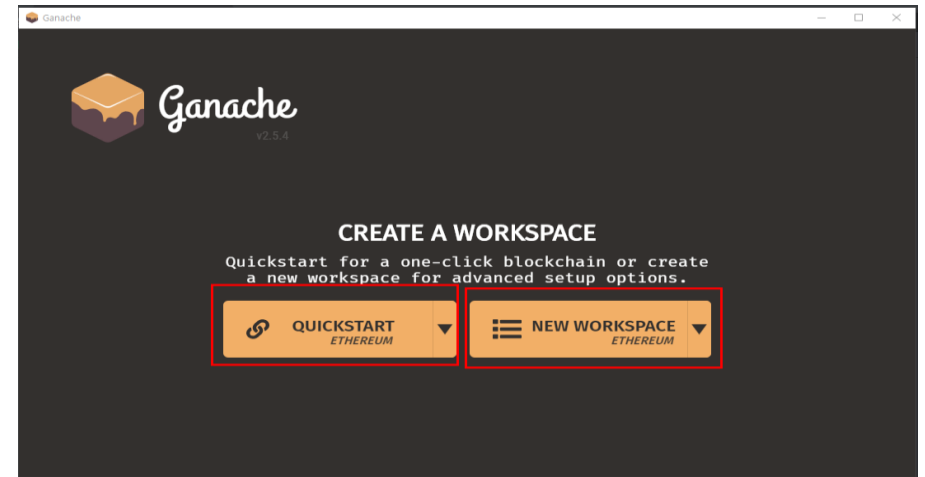 Ganache
Ganache
v2.5.4
CREATE A WORKSPACE
Quickstart for a one-click blockchain or create
a new workspace for advanced setup options.
QUICKSTART
ETHEREUM
NEW WORKSPACE
ETHEREUM